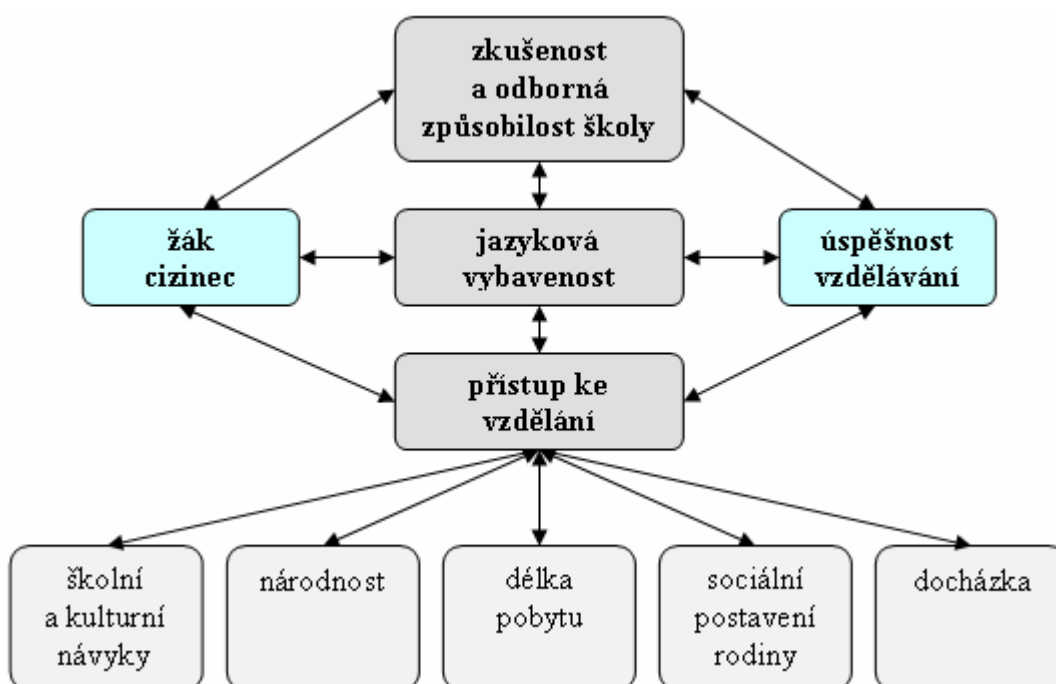 zkušenost
a odborná
způsobilost školy
žák
cizinec
jazyková
vybavenost
úspěšnost
vzdělávání
přístup ke
vzdělání
školní
a kulturní
návyky
národnost
délka
pobytu
sociální
postavení
rodiny
docházka